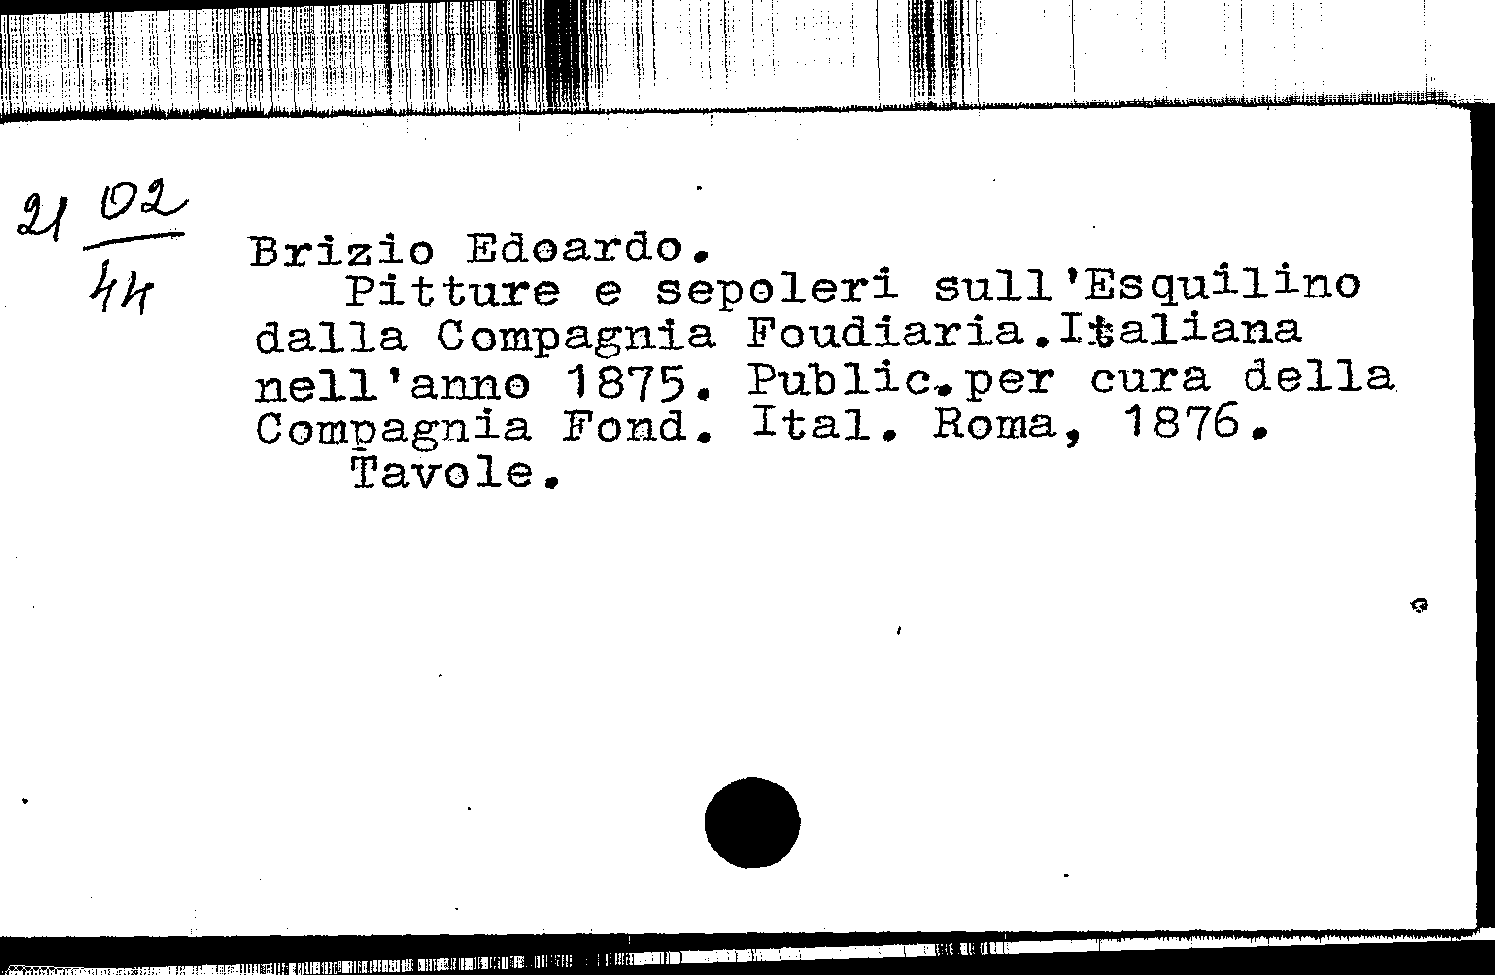 21 02
44
Brizio Edoardo.
Pitture e sepoleri sull'Esquilino
dalla Compagnia Foudiaria.Italiana
nell'anno 1875. Public.per cura della
Compagnia Fond. Ital. Roma, 1876.
Tavole.